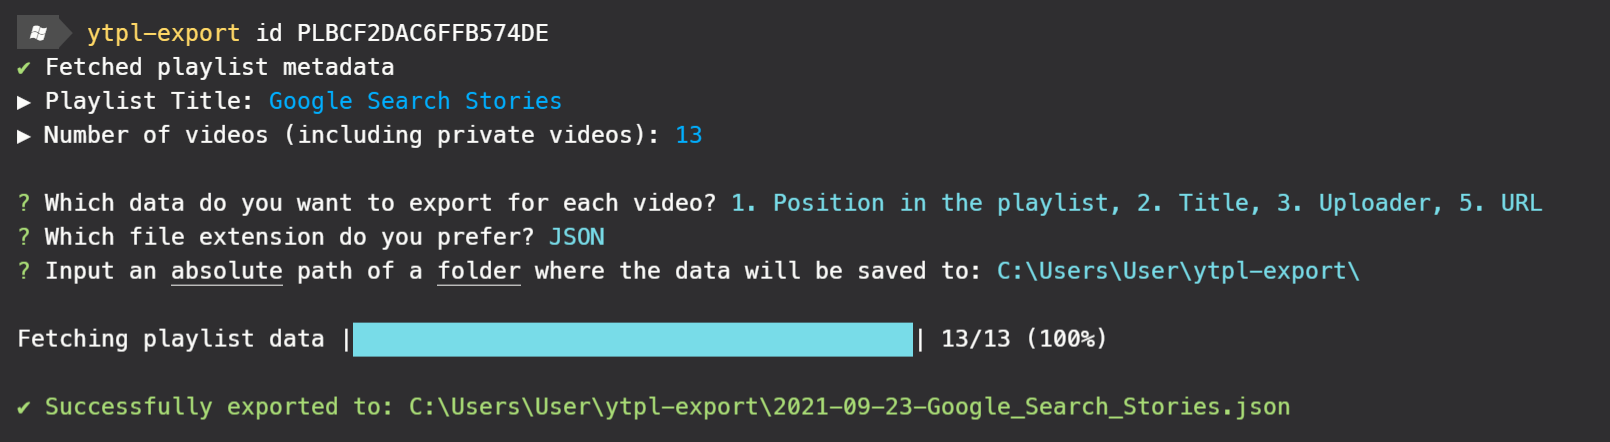 ytpl-export id PLBCF2DAC6FFB574DE
✔ Fetched playlist metadata
▶ Playlist Title: Google Search Stories
▶ Number of videos (including private videos): 13
? Which data do you want to export for each video? 1. Position in the playlist, 2. Title, 3. Uploader, 5. URL
? Which file extension do you prefer? JSON
? Input an absolute path of a folder where the data will be saved to: C:\Users\User\ytpl-export\
Fetching playlist data | | 13/13 (100%)
✔ Successfully exported to: C:\Users\User\ytpl-export\2021-09-23-Google_Search_Stories.json